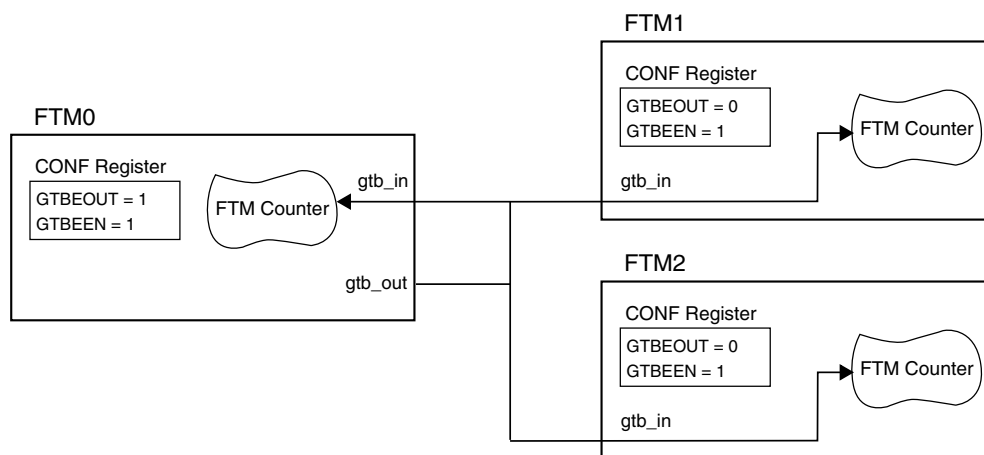 FTM0
CONF Register
GTBEOUT = 1
GTBEEN = 1
FTM Counter
gtb_in
gtb_out
FTM1
CONF Register
GTBEOUT = 0
GTBEEN = 1
FTM Counter
gtb_in
FTM2
CONF Register
GTBEOUT = 0
GTBEEN = 1
FTM Counter
gtb_in